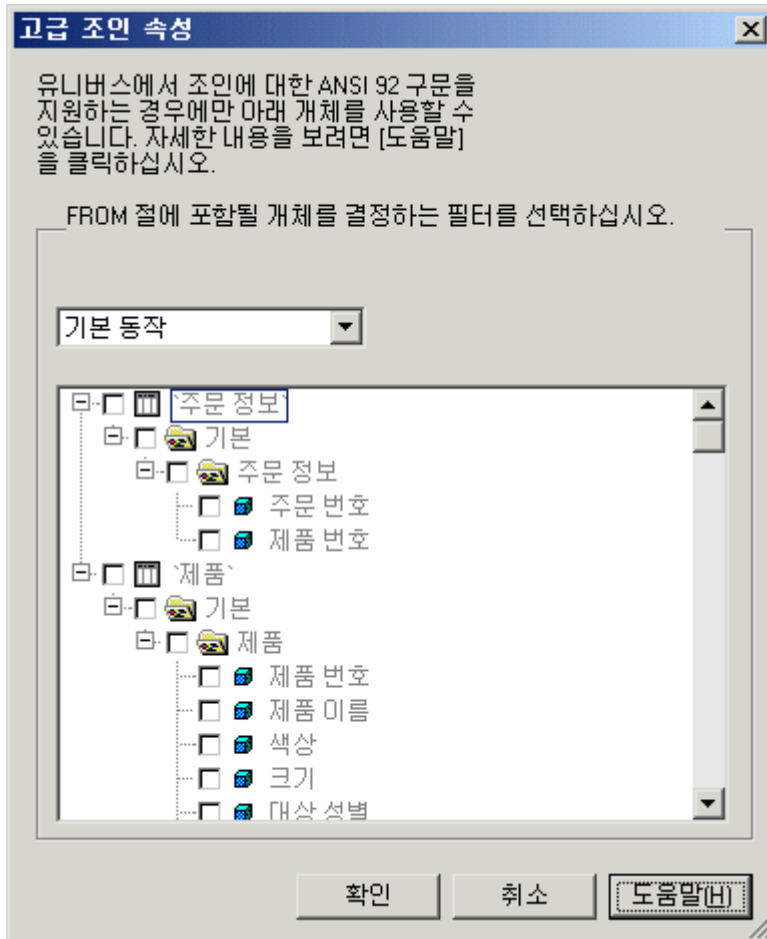 고급 조인 속성
유니버스에서 조인에 대한 ANSI 92 구문을
지원하는 경우에만 아래 개체를 사용할 수
있습니다. 자세한 내용을 보려면 [도움말]
을 클릭하십시오.
FROM 절에 포함될 개체를 결정하는 필터를 선택하십시오.
기본 동작
`주문 정보`
기본
주문 정보
주문 번호
제품 번호
`제품`
기본
제품
제품 번호
제품 이름
색상
크기
대상 성별
확인 취소 도움말(H)